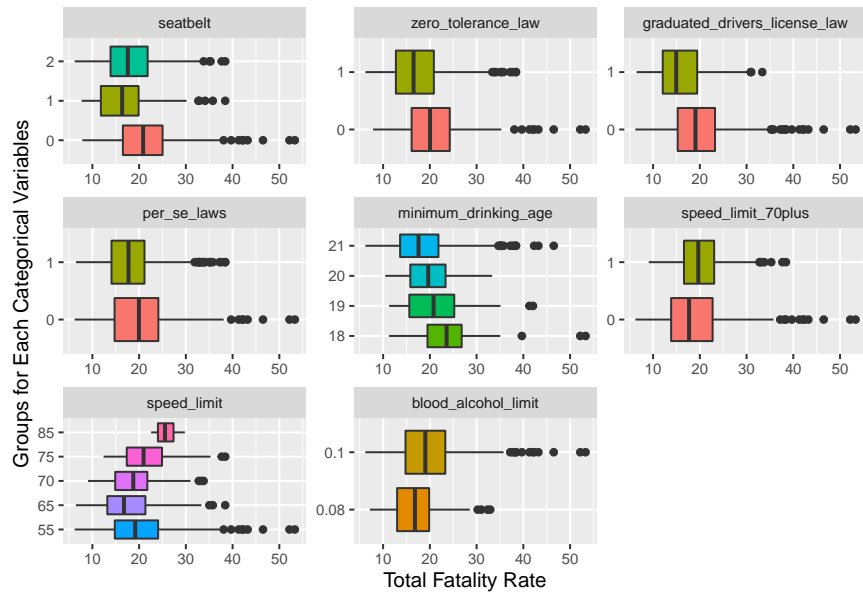 seatbelt
zero_tolerance_law
graduated_drivers_license_law
2
1
0
1
0
1
0
10 20 30 40 50
10 20 30 40 50
10 20 30 40 50
per_se_laws
minimum_drinking_age
speed_limit_70plus
1
0
21
20
19
18
1
0
10 20 30 40 50
10 20 30 40 50
10 20 30 40 50
speed_limit
blood_alcohol_limit
85
75
70
65
55
0.1
0.08
10 20 30 40 50
10 20 30 40 50
Groups for Each Categorical Variables
Total Fatality Rate